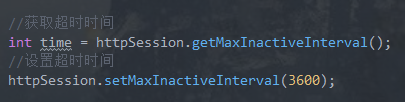 //获取超时时间
int time = httpSession.getMaxInactiveInterval();
//设置超时时间
httpSession.setMaxInactiveInterval(3600);